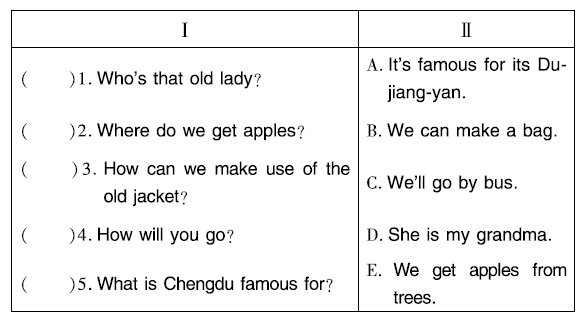 Ⅰ Ⅱ
(  )1. Who's that old lady? A. It's famous for its Du-
jiang-yan.
(  )2. Where do we get apples? B. We can make a bag.
(  )3. How can we make use of the
old jacket? C. We'll go by bus.
(  )4. How will you go? D. She is my grandma.
(  )5. What is Chengdu famous for? E. We get apples from
trees.